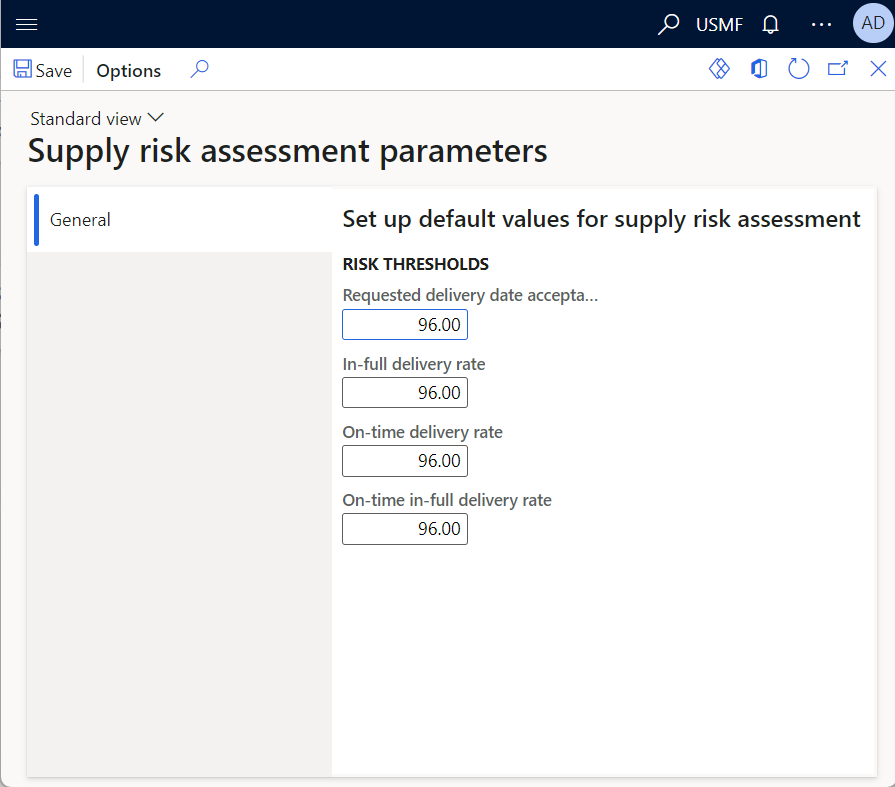 USMF
AD
Save Options
Standard view
Supply risk assessment parameters
General
Set up default values for supply risk assessment
RISK THRESHOLDS
Requested delivery date accepta...
96.00
In-full delivery rate
96.00
On-time delivery rate
96.00
On-time in-full delivery rate
96.00